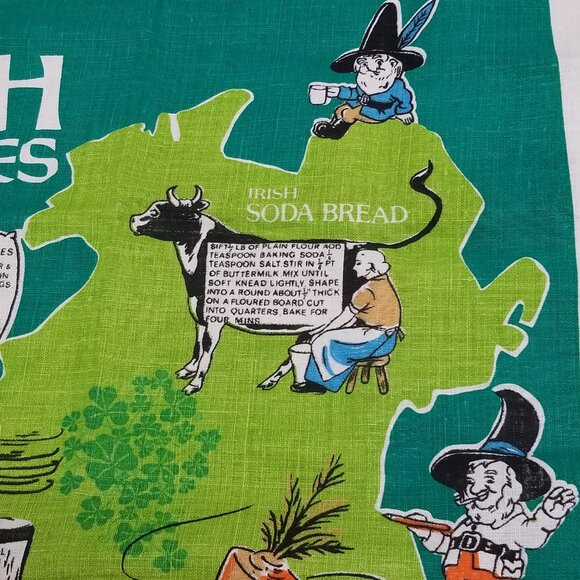 H
ES
IRISH
SODA BREAD
SIFT ½ LB OF PLAIN FLOUR ADD
TEASPOON BAKING SODA ½
TEASPOON SALT STIR IN ¼ PT
OF BUTTERMILK MIX UNTIL
SOFT KNEAD LIGHTLY, SHAPE
INTO A ROUND ABOUT ½" THICK
ON A FLOURED BOARD CUT
INTO QUARTERS, BAKE FOR
FOUR MINS
ES
R &
N
GS